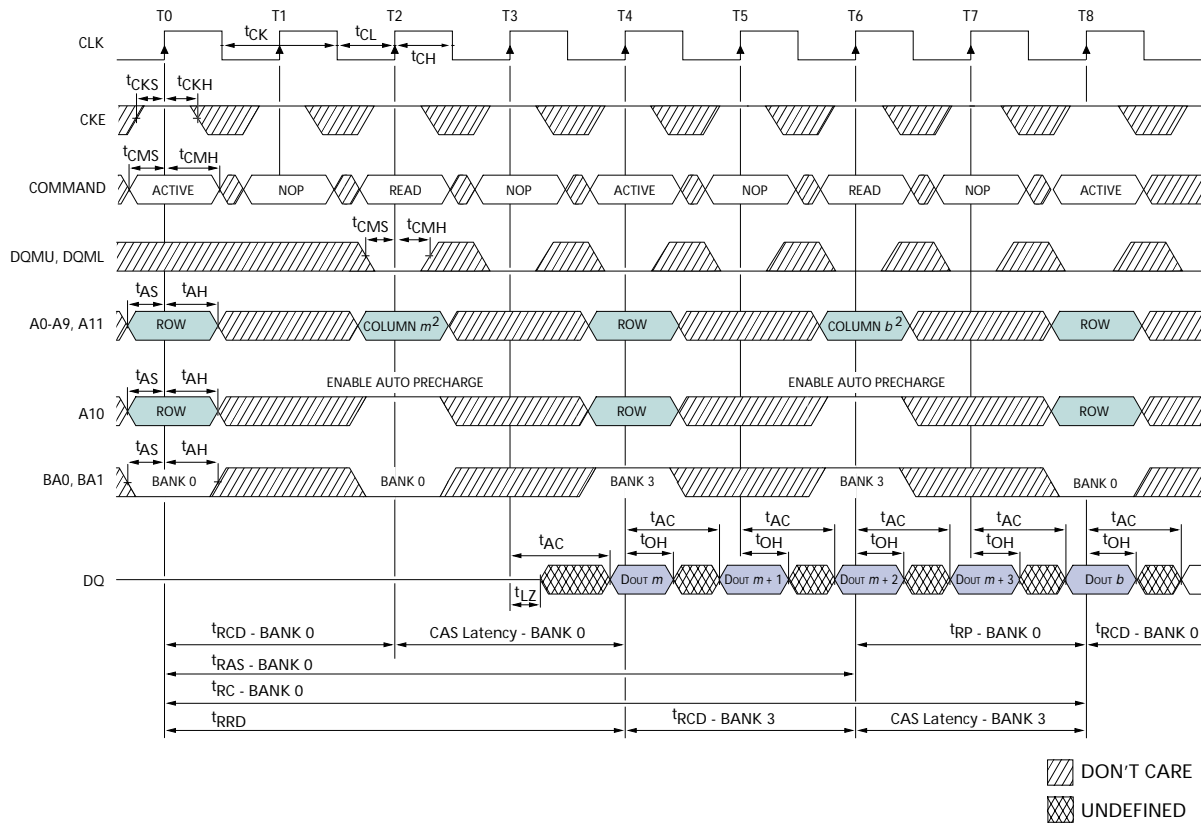 T0 T1 T2 T3 T4 T5 T6 T7 T8
CLK
tCK tCL
tCH
tCKS tCKH
CKE
tCMS tCMH
COMMAND ACTIVE NOP READ NOP ACTIVE NOP READ NOP ACTIVE
tCMS tCMH
DQMU, DQML
tAS tAH
A0-A9, A11 ROW COLUMN m2 ROW COLUMN b2 ROW
tAS tAH ENABLE AUTO PRECHARGE ENABLE AUTO PRECHARGE
A10 ROW ROW ROW
tAS tAH
BA0, BA1 BANK 0 BANK 0 BANK 3 BANK 3 BANK 0
tAC tAC tAC tAC tAC tAC
tOH tOH tOH tOH tOH
DQ DOUT m DOUT m + 1 DOUT m + 2 DOUT m + 3 DOUT b
tLZ
tRCD - BANK 0 CAS Latency - BANK 0 tRP - BANK 0 tRCD - BANK 0
tRAS - BANK 0
tRC - BANK 0
tRRD tRCD - BANK 3 CAS Latency - BANK 3
DON'T CARE
UNDEFINED